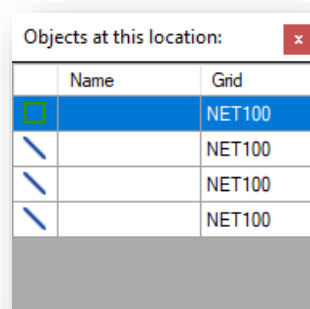 Objects at this location:
x
Name Grid
NET100
NET100
NET100
NET100